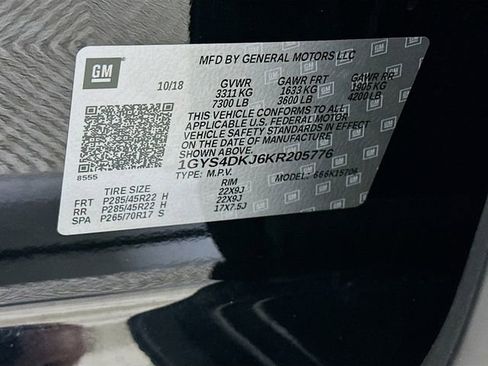 GM
MFD BY GENERAL MOTORS LLC
10/18 GVWR GAWR FRT GAWR RR
3311 KG 1633 KG 1905 KG
7300 LB 3600 LB 4200 LB
THIS VEHICLE CONFORMS TO ALL APPLICABLE
U.S. FEDERAL MOTOR
VEHICLE SAFETY STANDARDS IN EFFECT
ON THE DATE OF MANUFACTURE
SHOWN ABOVE.
1GYS4DKJ6KR205776
8555 TYPE: M.P.V. MODEL:
TIRE SIZE RIM
FRT P285/45R22 H 22X9J
RR P285/45R22 H 22X9J
SPA P265/70R17 S 17X7.5J